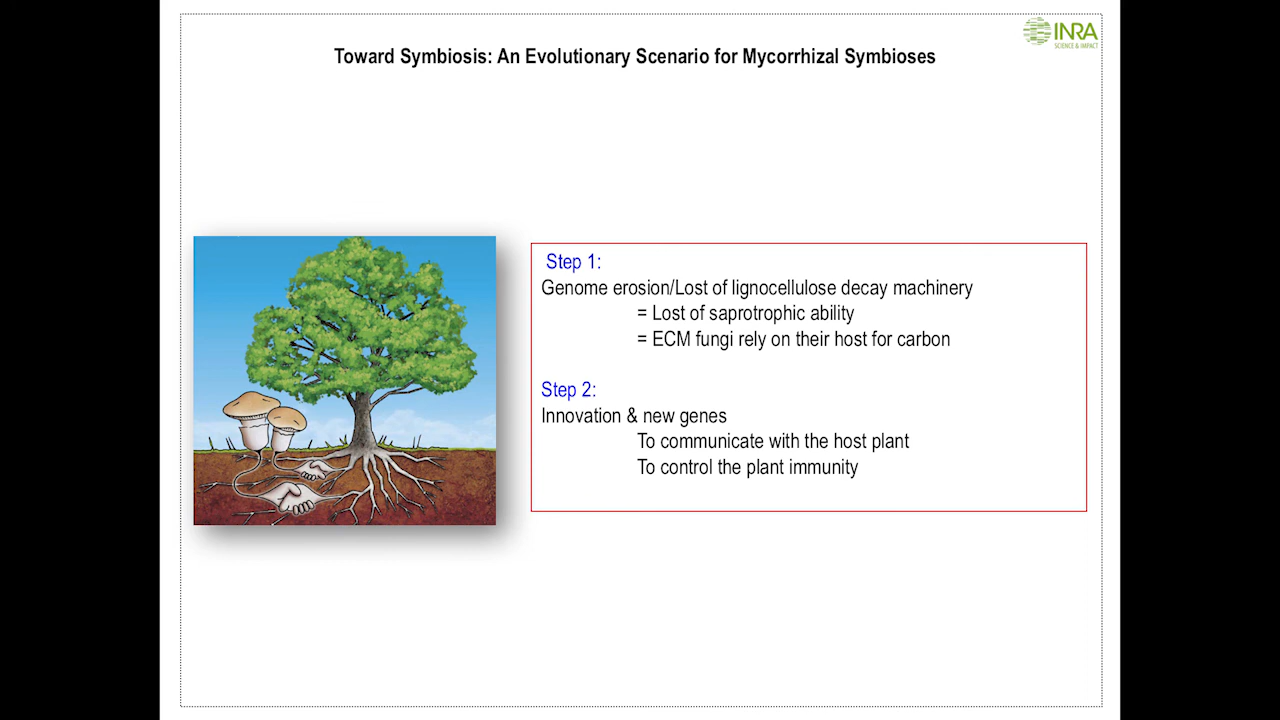 INRA
SCIENCE & IMPACT
Toward Symbiosis: An Evolutionary Scenario for Mycorrhizal Symbioses
Step 1:
Genome erosion/Lost of lignocellulose decay machinery
= Lost of saprotrophic ability
= ECM fungi rely on their host for carbon
Step 2:
Innovation & new genes
To communicate with the host plant
To control the plant immunity